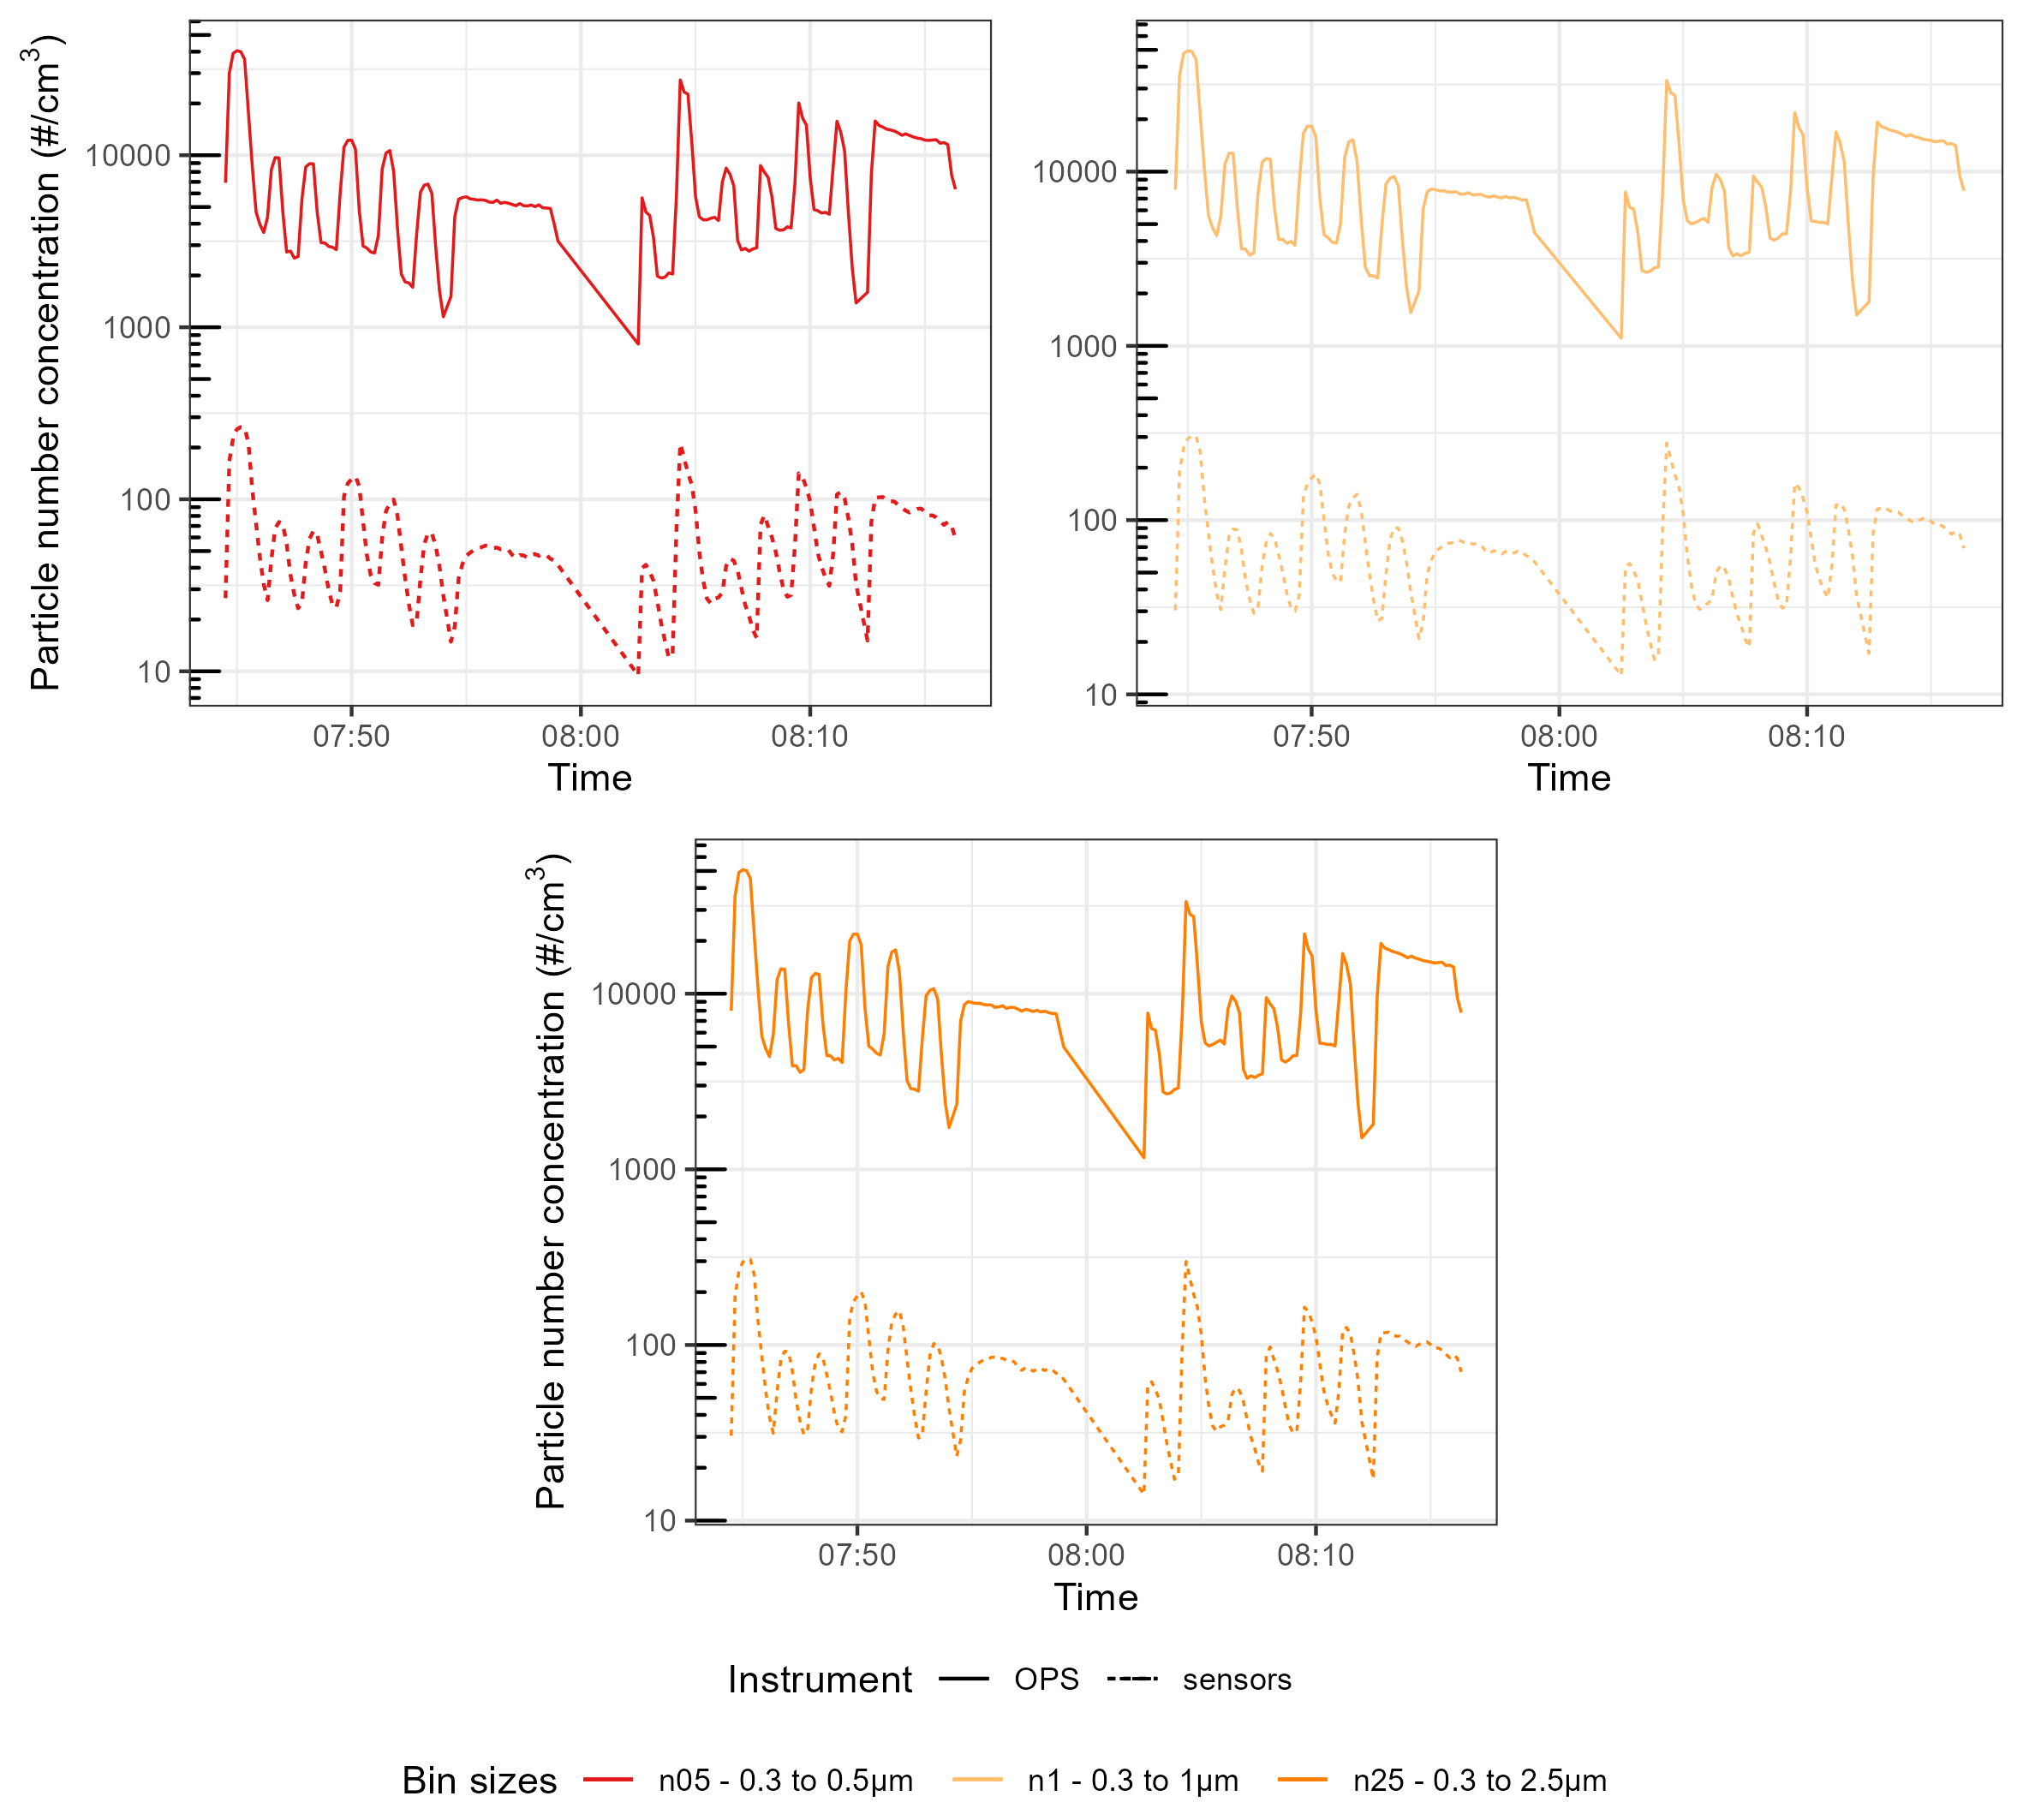 Particle number concentration (#/cm³)
10000
1000
100
10
07:50 08:00 08:10
Time
10000
1000
100
10
07:50 08:00 08:10
Time
Particle number concentration (#/cm³)
10000
1000
100
10
07:50 08:00 08:10
Time
Instrument OPS sensors
Bin sizes n05 - 0.3 to 0.5µm n1 - 0.3 to 1µm n25 - 0.3 to 2.5µm